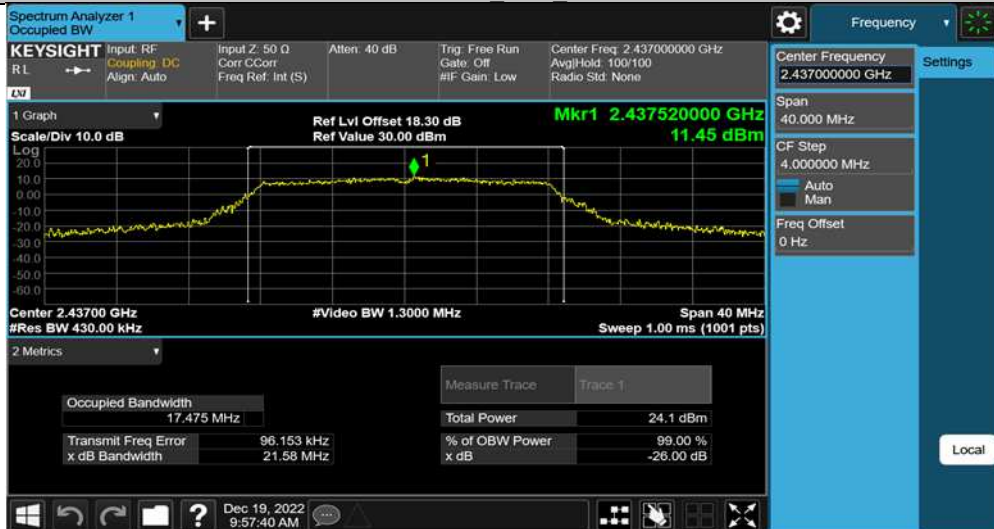 Spectrum Analyzer 1
Occupied BW
Frequency
KEYSIGHT
RL
LXI
Input: RF
Coupling: DC
Align: Auto
Input Z: 50 Ω
Corr CCorr
Freq Ref: Int (S)
Atten: 40 dB
Trig: Free Run
Gate: Off
#IF Gain: Low
Center Freq: 2.437000000 GHz
Avg|Hold: 100/100
Radio Std: None
Center Frequency
2.437000000 GHz
Settings
Span
40.000 MHz
CF Step
4.000000 MHz
Auto
Man
Freq Offset
0 Hz
Local
1 Graph
Scale/Div 10.0 dB
Ref Lvl Offset 18.30 dB
Ref Value 30.00 dBm
Mkr1 2.437520000 GHz
11.45 dBm
Log
20.0
10.0
0.00
-10.0
-20.0
-30.0
-40.0
-50.0
-60.0
1
Center 2.43700 GHz
#Res BW 430.00 kHz
#Video BW 1.3000 MHz
Span 40 MHz
Sweep 1.00 ms (1001 pts)
2 Metrics
Measure Trace Trace 1
Occupied Bandwidth
17.475 MHz
Total Power 24.1 dBm
Transmit Freq Error 96.153 kHz
% of OBW Power 99.00 %
x dB Bandwidth 21.58 MHz
x dB -26.00 dB
?
Dec 19, 2022
9:57:40 AM